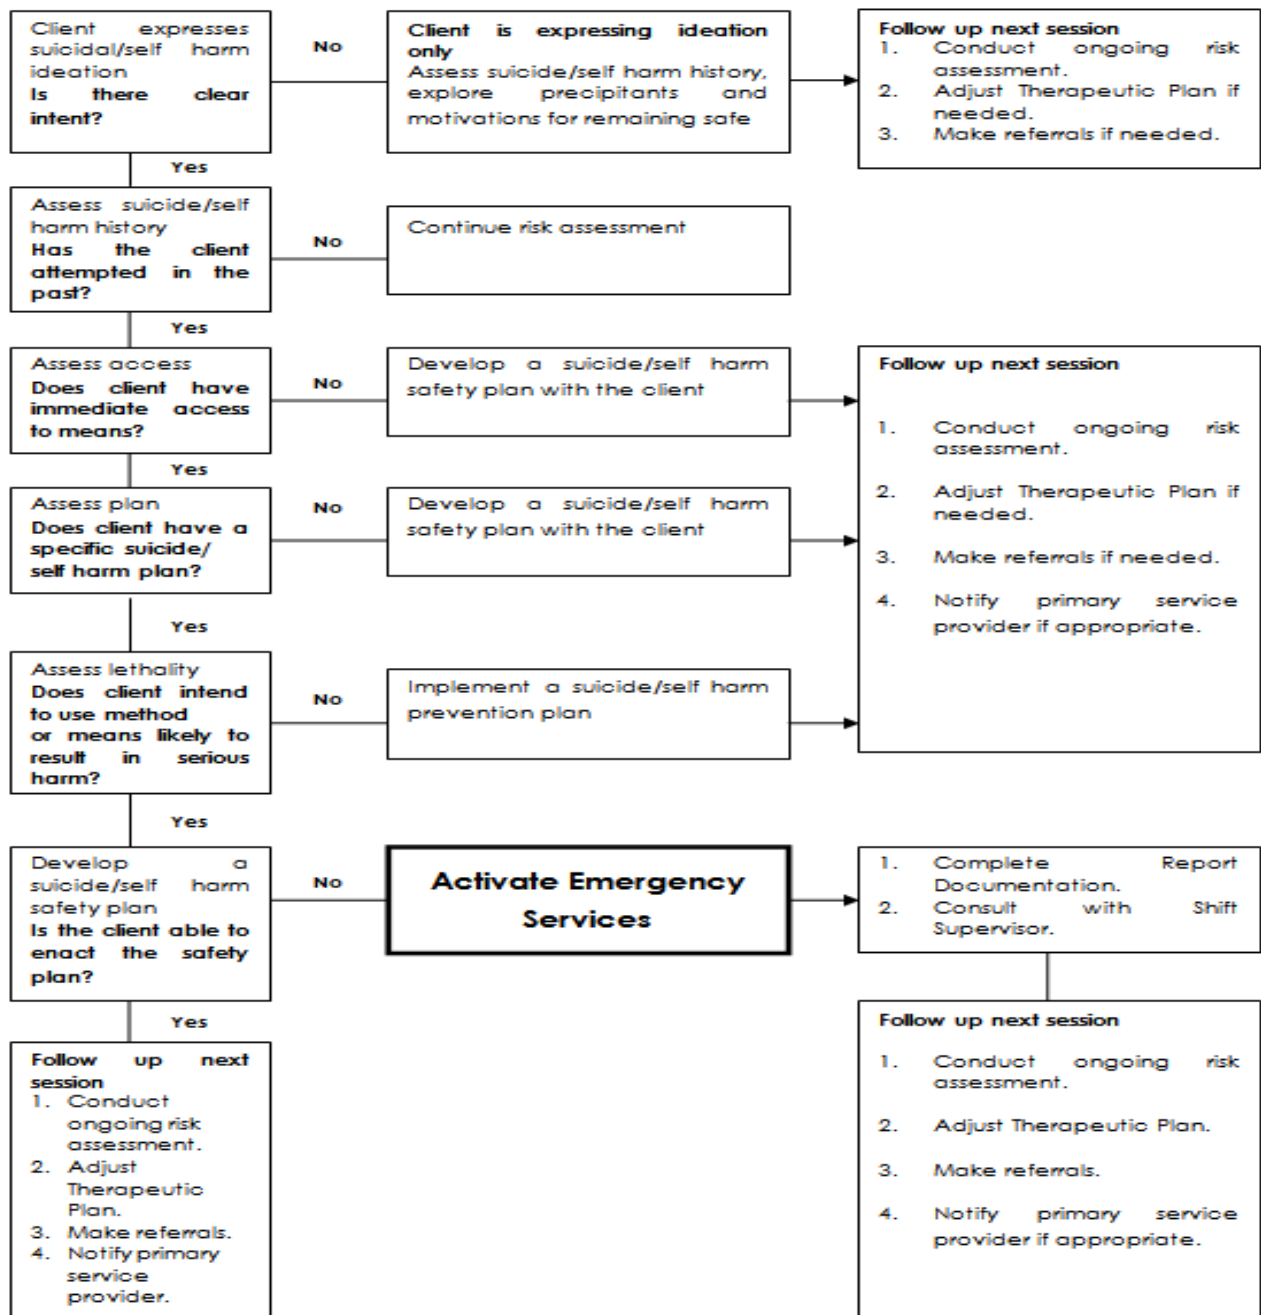 Client expresses
suicidal/self harm
ideation
Is there clear
intent?
No
Client is expressing ideation
only
Assess suicide/self harm history,
explore precipitants and
motivations for remaining safe
Follow up next session
1. Conduct ongoing risk
assessment.
2. Adjust Therapeutic Plan if
needed.
3. Make referrals if needed.
Yes
Assess suicide/self
harm history
Has the client
attempted in the
past?
No
Continue risk assessment
Yes
Assess access
Does client have
immediate access
to means?
No
Develop a suicide/self harm
safety plan with the client
Follow up next session
1. Conduct ongoing risk
assessment.
2. Adjust Therapeutic Plan if
needed.
3. Make referrals if needed.
4. Notify primary service
provider if appropriate.
Yes
Assess plan
Does client have a
specific suicide/
self harm plan?
No
Develop a suicide/self harm
safety plan with the client
Yes
Assess lethality
Does client intend
to use method
or means likely to
result in serious
harm?
No
Implement a suicide/self harm
prevention plan
Yes
Develop a
suicide/self harm
safety plan
Is the client able to
enact the safety
plan?
No
Activate Emergency
Services
1. Complete Report
Documentation.
2. Consult with Shift
Supervisor.
Yes
Follow up next
session
1. Conduct
ongoing risk
assessment.
2. Adjust
Therapeutic
Plan.
3. Make referrals.
4. Notify primary
service
provider.
Follow up next session
1. Conduct ongoing risk
assessment.
2. Adjust Therapeutic Plan.
3. Make referrals.
4. Notify primary service
provider if appropriate.